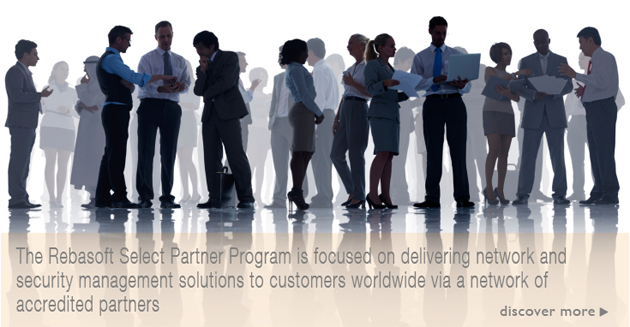 The Rebasoft Select Partner Program is focused on delivering network and
security management solutions to customers worldwide via a network of
accredited partners
discover more